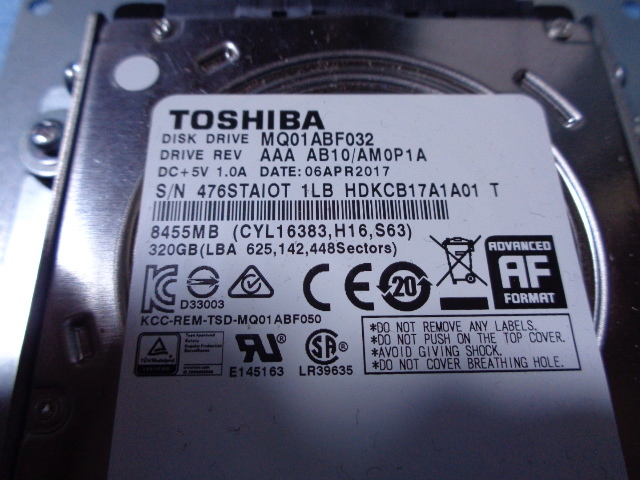 TOSHIBA
DISK DRIVE MQ01ABF032
DRIVE REV AAA AB10/AM0P1A
DC+5V 1.0A DATE:06APR2017
S/N 476STAIOT 1LB HDKCB17A1A01 T
8455MB (CYL16383,H16,S63)
320GB(LBA 625,142,448Sectors)
D33003
20
ADVANCED
AF
FORMAT
KCC-REM-TSD-MQ01ABF050
E145163
LR39635
*DO NOT REMOVE ANY LABELS.
*DO NOT PUSH ON THE TOP COVER.
*AVOID GIVING SHOCK.
*DO NOT COVER BREATHING HOLE.